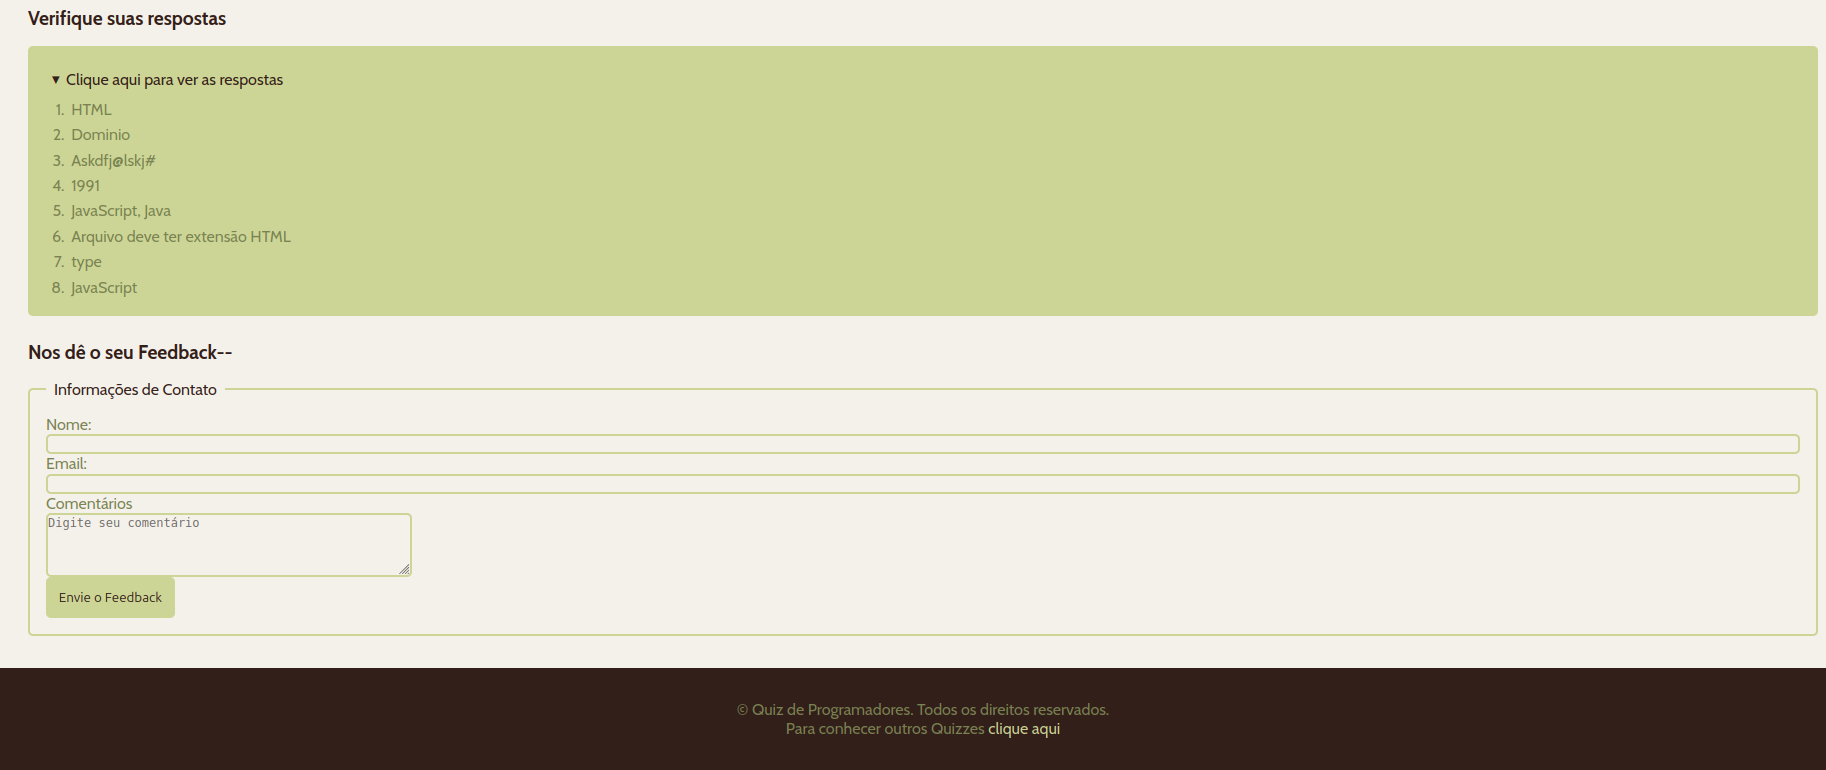 Verifique suas respostas
▼ Clique aqui para ver as respostas
1. HTML
2. Dominio
3. Askdfj@lskj#
4. 1991
5. JavaScript, Java
6. Arquivo deve ter extensão HTML
7. type
8. JavaScript
Nos dê o seu Feedback--
Informações de Contato
Nome:
Email:
Comentários
Digite seu comentário
Envie o Feedback
© Quiz de Programadores. Todos os direitos reservados.
Para conhecer outros Quizzes clique aqui